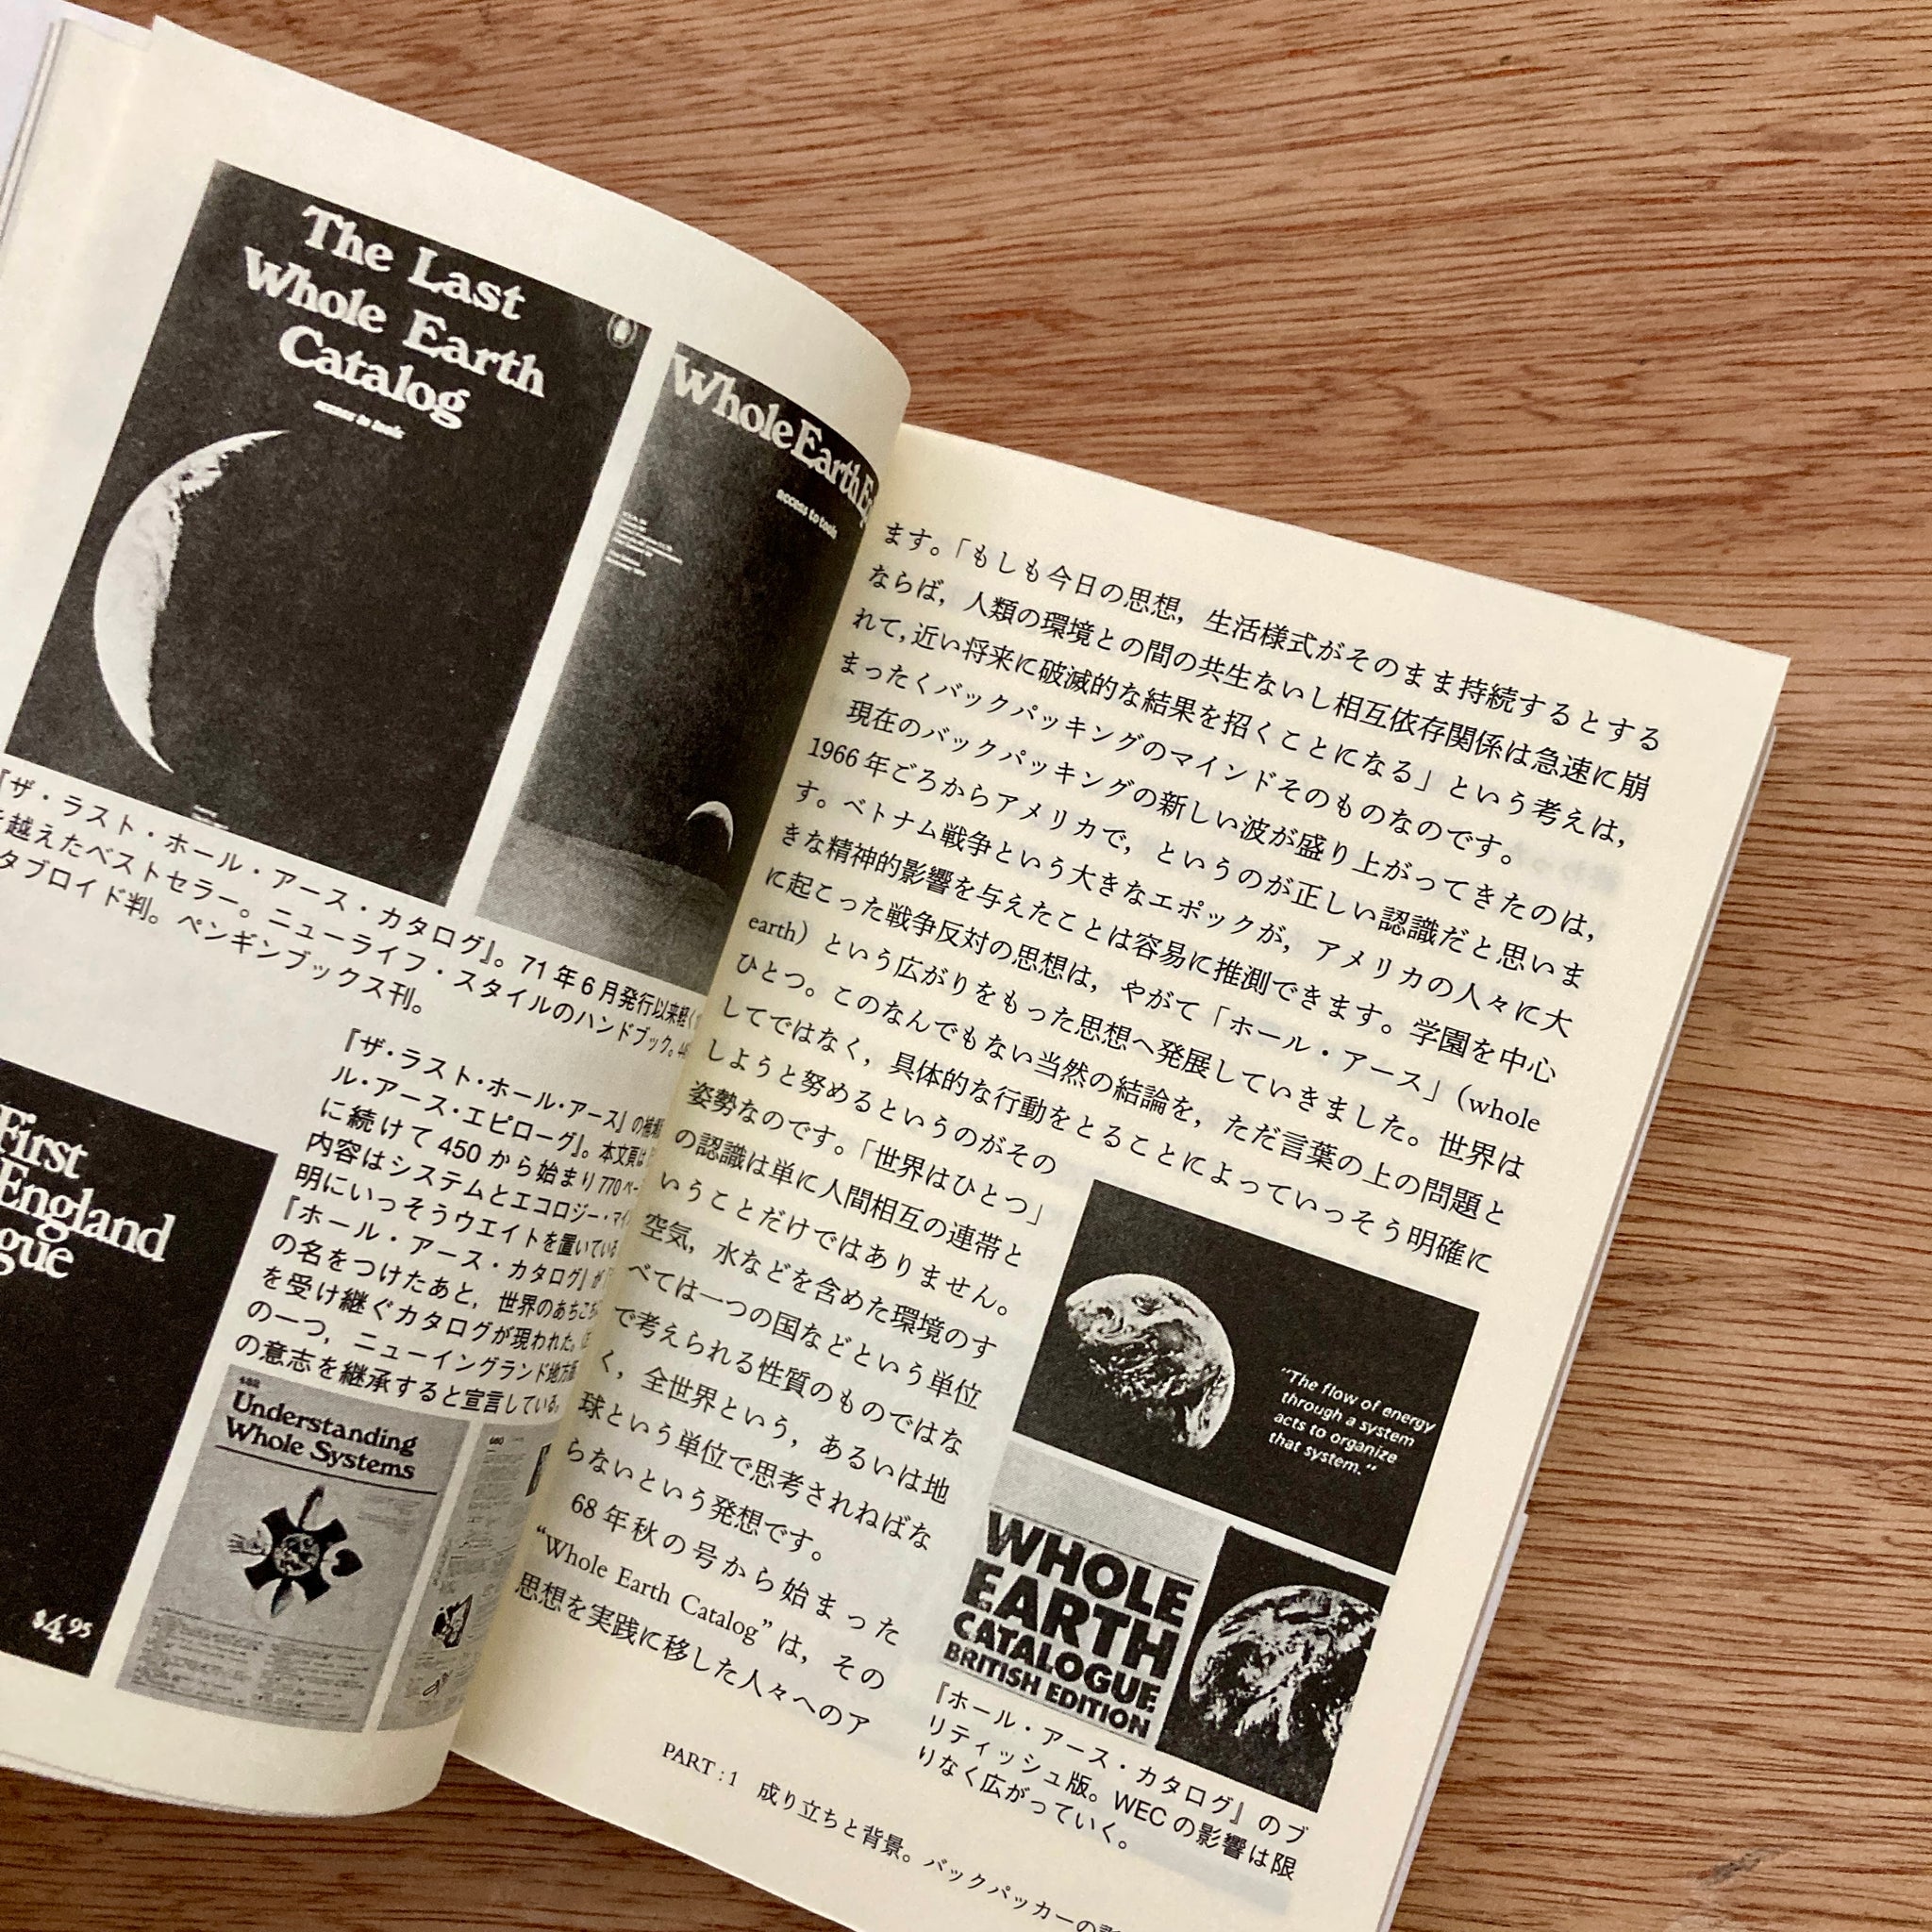 The Last
Whole Earth
Catalog
access to tools
Whole Earth
access to tools
『ザ・ラスト・ホール・アース・カタログ』。71年6月発行以来軽く
越えたベストセラー。ニューライフ・スタイルのハンドブック。
タブロイド判。ペンギンブックス刊。
『ザ・ラスト・ホール・アース』の補
ル・アース・エピローグ』。本文頁は
に続けて450から始まり770ペー
内容はシステムとエコロジー・マイ
明にいっそうウエイトを置いている
『ホール・アース・カタログ』が
の名をつけたあと，世界のあちこち
を受け継ぐカタログが現われた。
の一つ，ニューイングランド地方版
の意志を継承すると宣言している。
First
England
gue
$4.95
Understanding
Whole Systems
ます。「もしも今日の思想，生活様式がそのまま持続するとする
ならば，人類の環境との間の共生ないし相互依存関係は急速に崩
れて，近い将来に破滅的な結果を招くことになる」という考えは，
まったくバックパッキングのマインドそのものなのです。
現在のバックパッキングの新しい波が盛り上がってきたのは，
1966年ごろからアメリカで，というのが正しい認識だと思いま
す。ベトナム戦争という大きなエポックが，アメリカの人々に大
きな精神的影響を与えたことは容易に推測できます。学園を中心
に起こった戦争反対の思想は，やがて「ホール・アース」（whole
earth）という広がりをもった思想へ発展していきました。世界は
ひとつ。このなんでもない当然の結論を，ただ言葉の上の問題と
してではなく，具体的な行動をとることによっていっそう明確に
しようと努めるというのがその
姿勢なのです。「世界はひとつ」
の認識は単に人間相互の連帯と
いうことだけではありません。
空気，水などを含めた環境のす
べては一つの国などという単位
で考えられる性質のものではな
く，全世界という，あるいは地
球という単位で思考されねばな
らないという発想です。
68年秋の号から始まった
“Whole Earth Catalog”は，その
思想を実践に移した人々へのア
"The flow of energy
through a system
acts to organize
that system."
WHOLE
EARTH
CATALOGUE
BRITISH EDITION
『ホール・アース・カタログ』のブ
リティッシュ版。WECの影響は限
りなく広がっていく。
PART : 1 成り立ちと背景。バックパッカーの